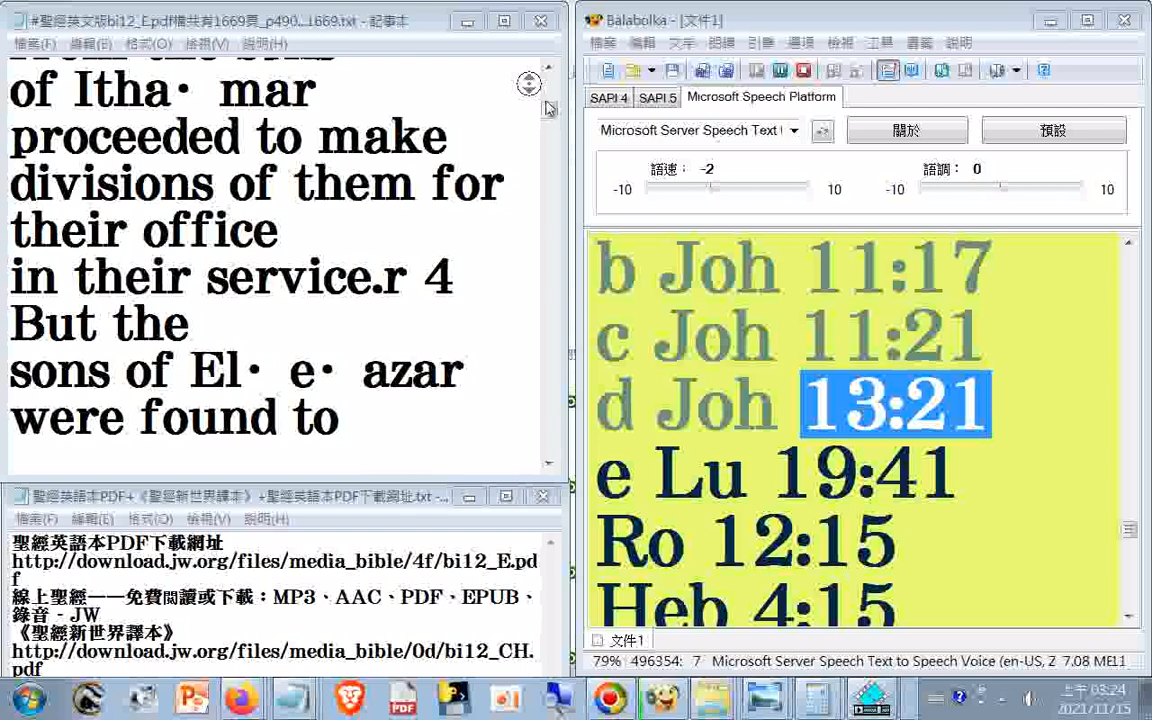 #聖經英文版bi12_E.pdf檔共有1669頁_p490...1669.txt - 記事本
檔案(F) 編輯(E) 格式(O) 檢視(V) 說明(H)
From the sons
of Itha· mar
proceeded to make
divisions of them for
their office
in their service.r 4
But the
sons of El· e· azar
were found to
聖經英語本PDF+《聖經新世界譯本》+聖經英語本PDF下載網址.txt -...
檔案(F) 編輯(E) 格式(O) 檢視(V) 說明(H)
聖經英語本PDF下載網址
http://download.jw.org/files/media_bible/4f/bi12_E.pd
f
線上聖經——免費閱讀或下載：MP3、AAC、PDF、EPUB、
錄音 - JW
《聖經新世界譯本》
http://download.jw.org/files/media_bible/0d/bi12_CH.
pdf
Balabolka - [文件1]
檔案 編輯 文字 朗讀 引擎 選項 檢視 工具 書籤 說明
SAPI 4 SAPI 5 Microsoft Speech Platform
Microsoft Server Speech Text 關於 預設
語速： -2 語調： 0
-10 10 -10 10
b Joh 11:17
c Joh 11:21
d Joh 13:21
e Lu 19:41
Ro 12:15
Heb 4:15
文件1
79% 496354: 7 Microsoft Server Speech Text to Speech Voice (en-US, Z 7.08 ME11
PDF
上午 03:24
2021/11/15